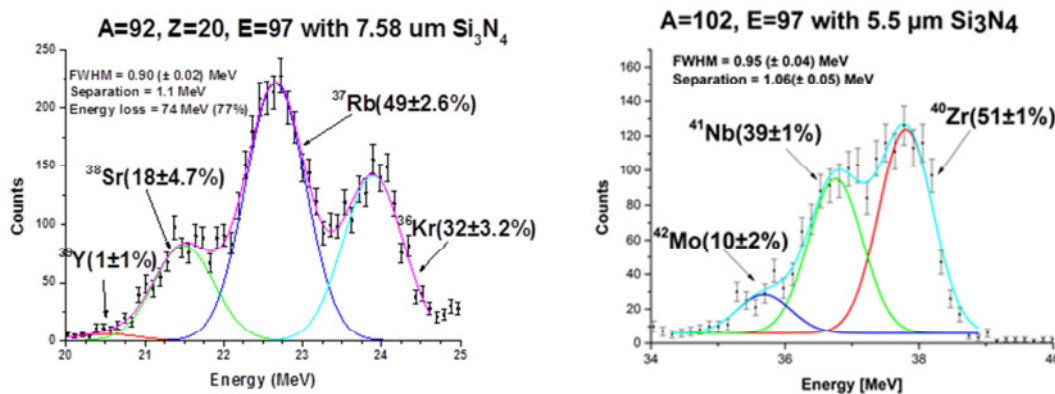 A=92, Z=20, E=97 with 7.58 um Si₃N₄
FWHM = 0.90 (± 0.02) MeV
Separation = 1.1 MeV
Energy loss = 74 MeV (77%)
³⁷Rb(49±2.6%)
³⁸Sr(18±4.7%)
³⁹Y(1±1%)
³⁶Kr(32±3.2%)
250
200
150
100
50
0
Counts
20 21 22 23 24 25
Energy (MeV)
A=102, E=97 with 5.5 µm Si3N4
FWHM = 0.95 (± 0.04) MeV
Separation = 1.06(± 0.05) MeV
⁴¹Nb(39±1%)
⁴⁰Zr(51±1%)
⁴²Mo(10±2%)
160
140
120
100
80
60
40
20
0
Counts
34 36 38 40
Energy [MeV]